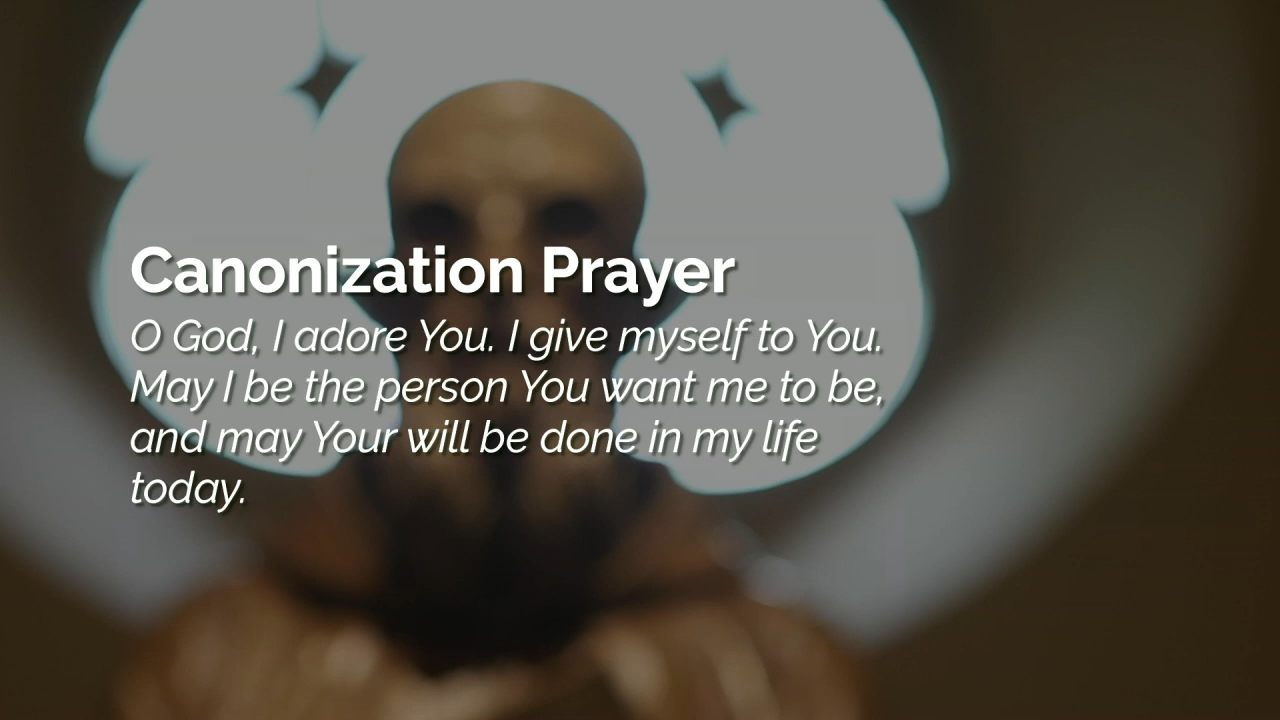 Canonization Prayer
O God, I adore You. I give myself to You.
May I be the person You want me to be,
and may Your will be done in my life
today.